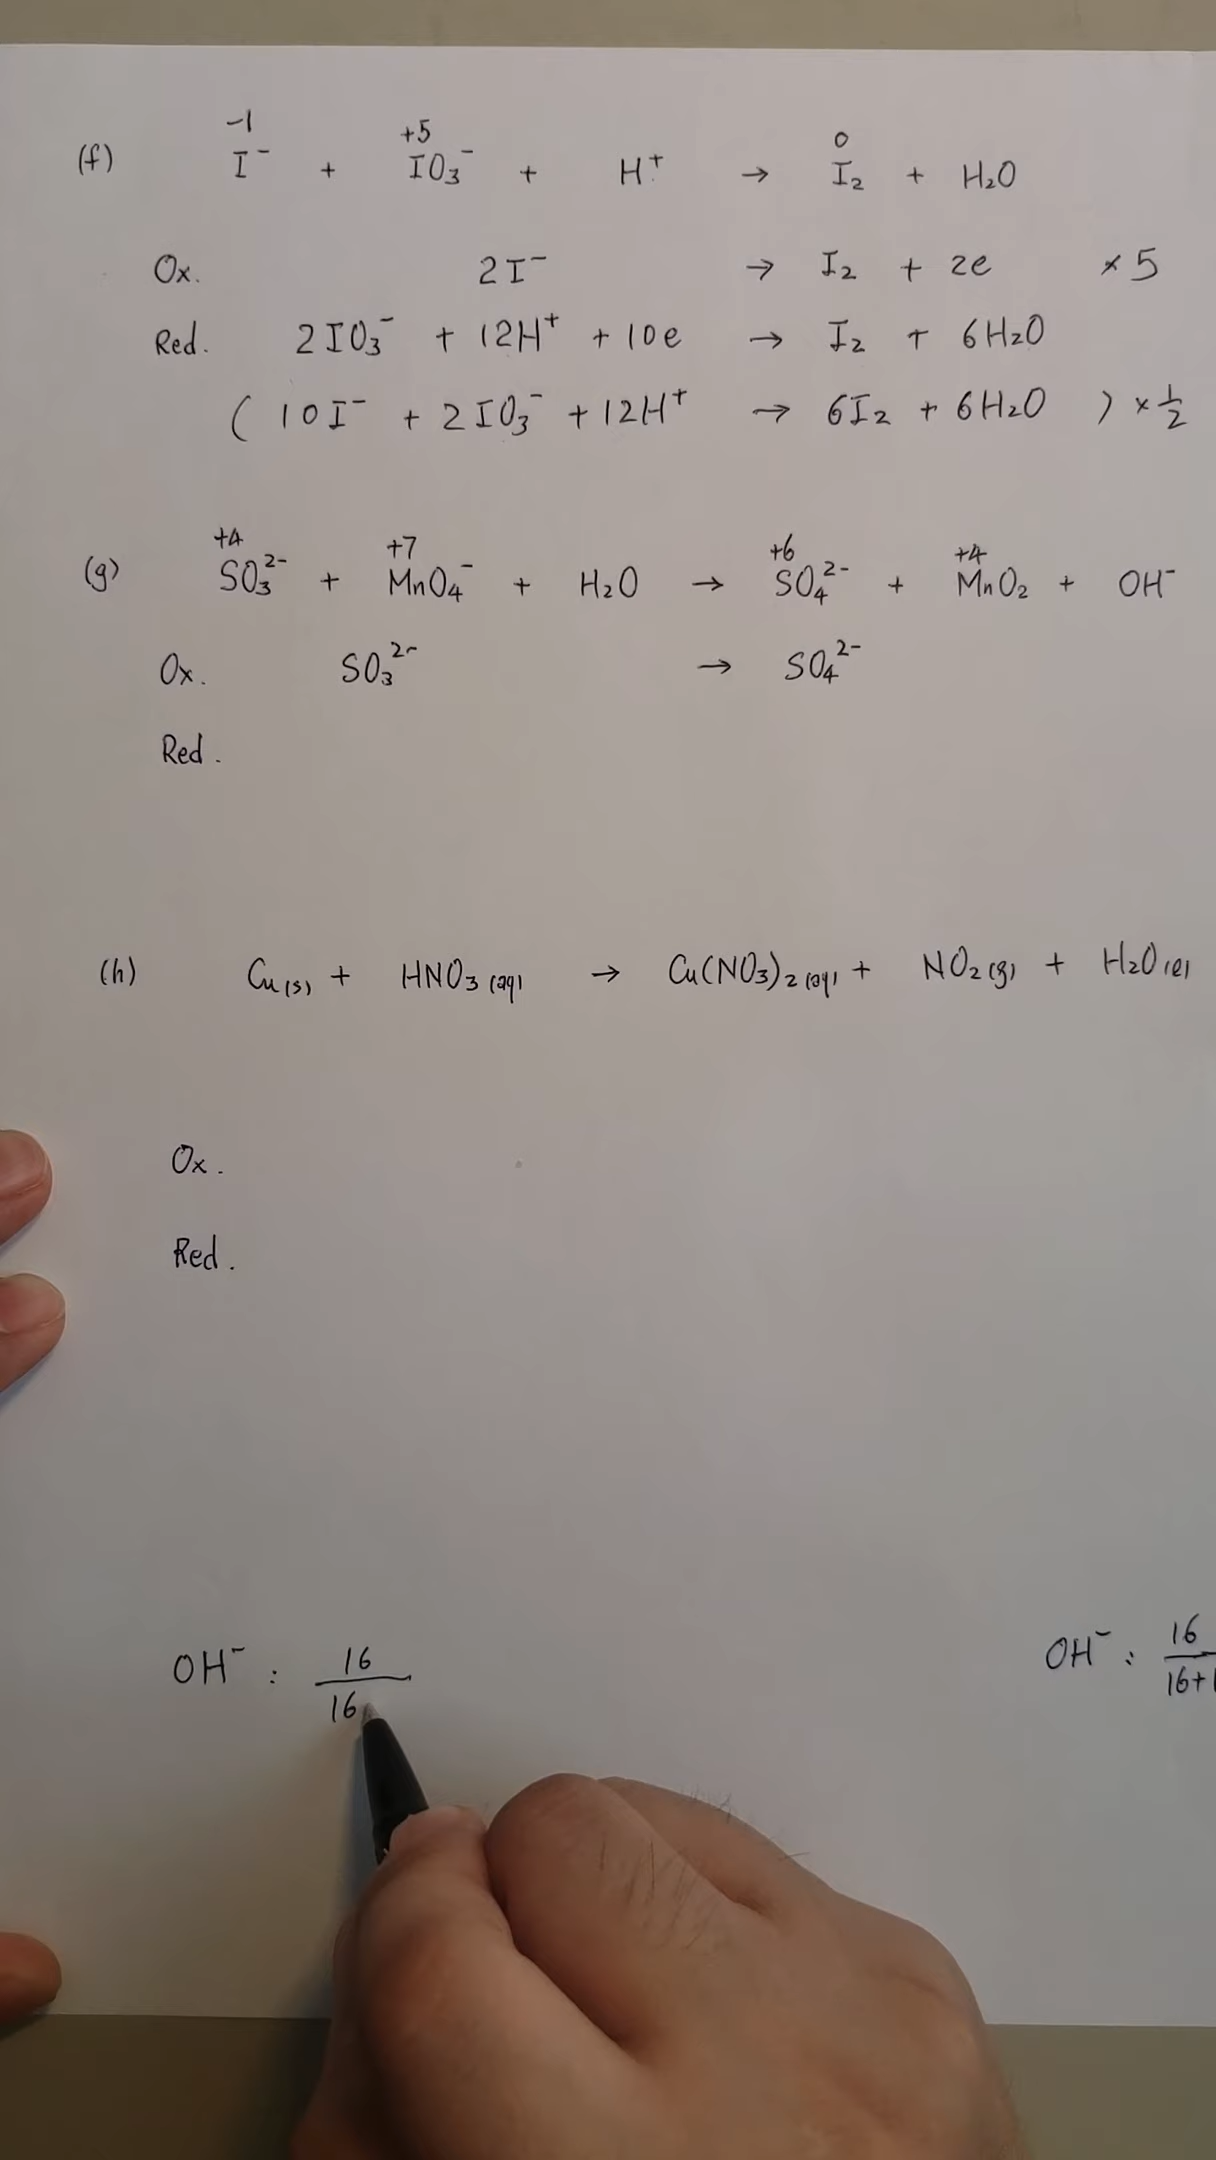 (f) -1 +5 0
I⁻ + IO₃⁻ + H⁺ → I₂ + H₂O
Ox. 2I⁻ → I₂ + 2e ×5
Red. 2IO₃⁻ + 12H⁺ + 10e → I₂ + 6H₂O
( 10I⁻ + 2IO₃⁻ + 12H⁺ → 6I₂ + 6H₂O ) × 1/2
+4 +7 +6 +4
(g) SO₃²⁻ + MnO₄⁻ + H₂O → SO₄²⁻ + MnO₂ + OH⁻
Ox. SO₃²⁻ → SO₄²⁻
Red.
(h) Cu(s) + HNO₃(aq) → Cu(NO₃)₂(aq) + NO₂(g) + H₂O(l)
Ox.
Red.
OH⁻ : 16/16 OH⁻ : 16/16+